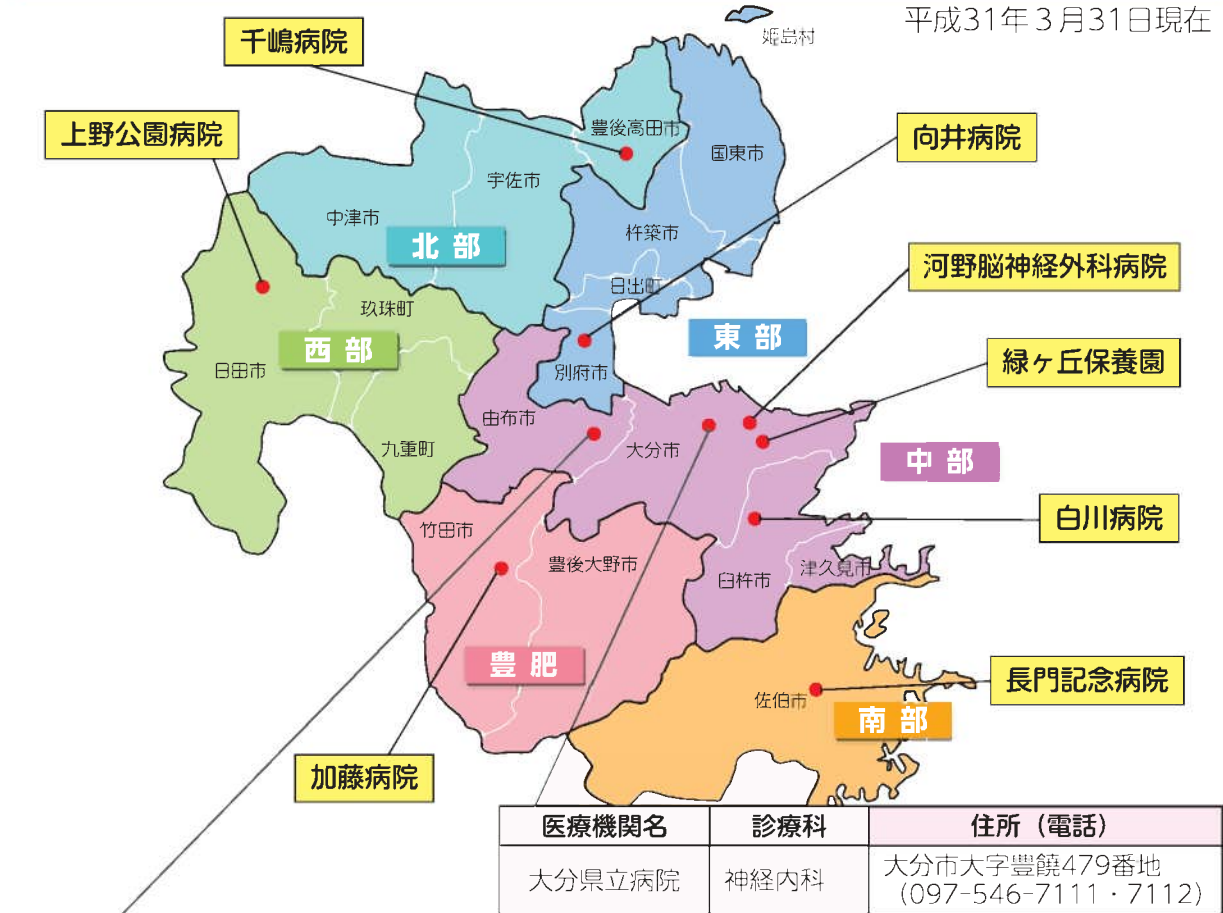 平成31年3月31日現在
姫島村
千嶋病院
上野公園病院
豊後高田市
向井病院
国東市
宇佐市
中津市
杵築市
北部
河野脳神経外科病院
日出町
玖珠町
東部
西部
緑ヶ丘保養園
日田市
別府市
由布市
九重町
大分市
中部
白川病院
竹田市
豊後大野市
臼杵市
津久見市
豊肥
長門記念病院
佐伯市
南部
加藤病院
医療機関名 診療科 住所（電話）
大分県立病院 神経内科 大分市大字豊饒479番地
（097-546-7111・7112）